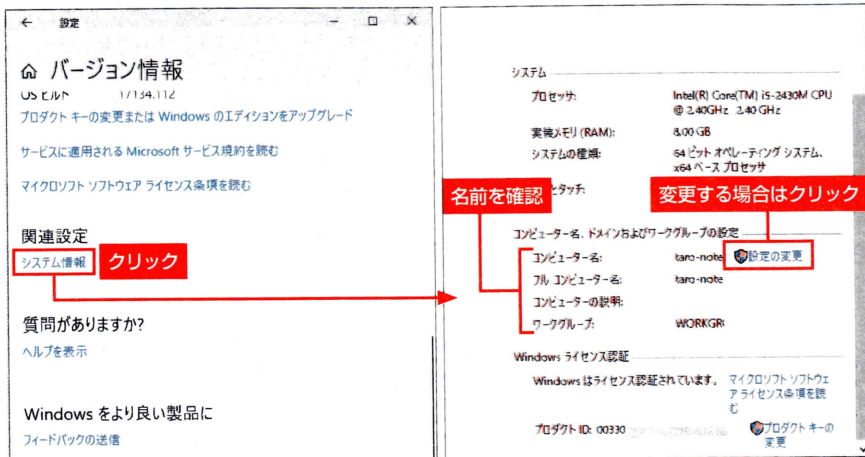 設定
バージョン情報
OS ビルド 17134.112
プロダクト キーの変更または Windows のエディションをアップグレード
サービスに適用される Microsoft サービス規約を読む
マイクロソフト ソフトウェア ライセンス条項を読む
関連設定
システム情報 クリック
質問がありますか?
ヘルプを表示
Windows をより良い製品に
フィードバックの送信
システム
プロセッサ: Intel(R) Core(TM) i5-2430M CPU
@ 2.40GHz 2.40 GHz
実装メモリ (RAM): 8.00 GB
システムの種類: 64 ビット オペレーティング システム、
x64 ベース プロセッサ
とタッチ:
名前を確認
変更する場合はクリック
コンピューター名、ドメインおよびワークグループの設定
コンピューター名: taro-note 設定の変更
フル コンピューター名: taro-note
コンピューターの説明:
ワークグループ: WORKGR
Windows ライセンス認証
Windows はライセンス認証されています。 マイクロソフト ソフトウェ
ア ライセンス条項を読
む
プロダクト ID: 00330 プロダクト キーの
変更